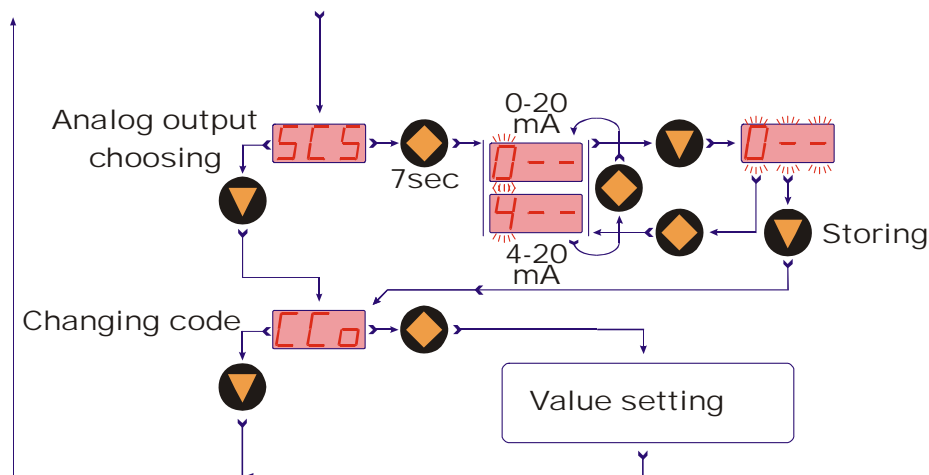 0-20
mA
Analog output
choosing
SCS
7sec
0--
0--
4--
4-20
mA
Storing
Changing code
CCo
Value setting